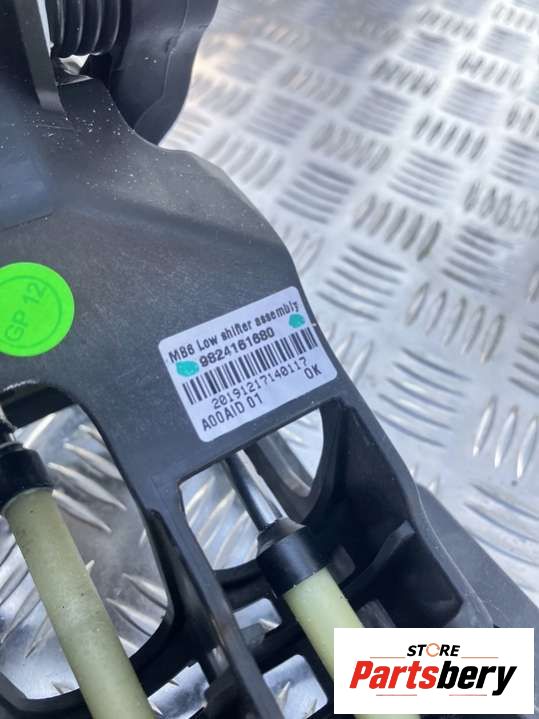 GP 12
M86 Low shifter assembly
9824161680
20191217140117
A00AID 01 OK
STORE
Partsbery